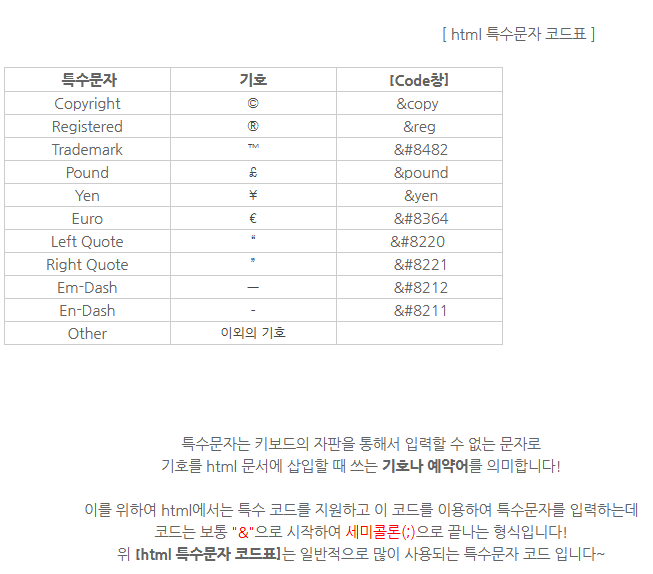 [ html 특수문자 코드표 ]
특수문자 기호 [Code창]
Copyright © &copy
Registered ® &reg
Trademark ™ &#8482
Pound £ &pound
Yen ¥ &yen
Euro € &#8364
Left Quote “ &#8220
Right Quote ” &#8221
Em-Dash — &#8212
En-Dash - &#8211
Other 이외의 기호
특수문자는 키보드의 자판을 통해서 입력할 수 없는 문자로
기호를 html 문서에 삽입할 때 쓰는 기호나 예약어를 의미합니다!
이를 위하여 html에서는 특수 코드를 지원하고 이 코드를 이용하여 특수문자를 입력하는데
코드는 보통 "&"으로 시작하여 세미콜론(;)으로 끝나는 형식입니다!
위 [html 특수문자 코드표]는 일반적으로 많이 사용되는 특수문자 코드 입니다~